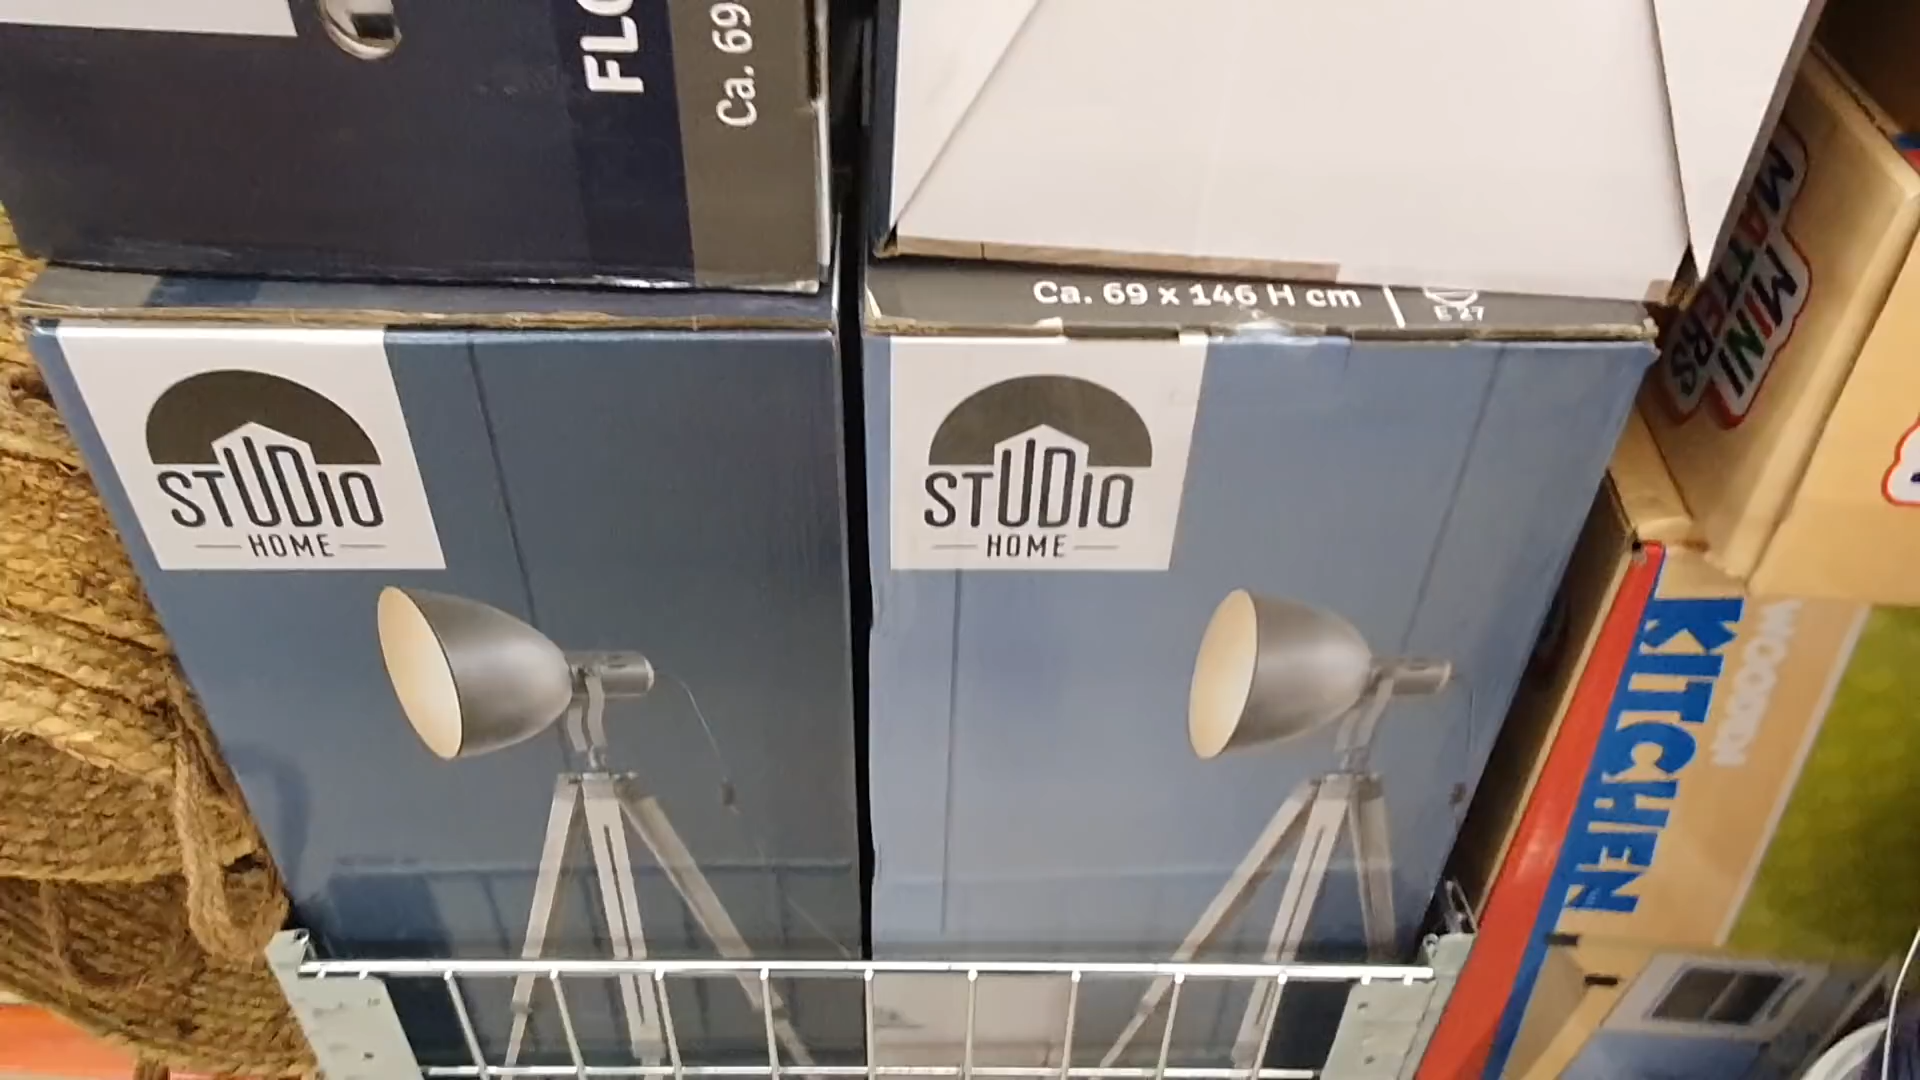 FLO
Ca. 69
Ca. 69 x 146 H cm
E 27
STUDIO
HOME
STUDIO
HOME
MINI
MATTERS
KITCHEN
WOODEN